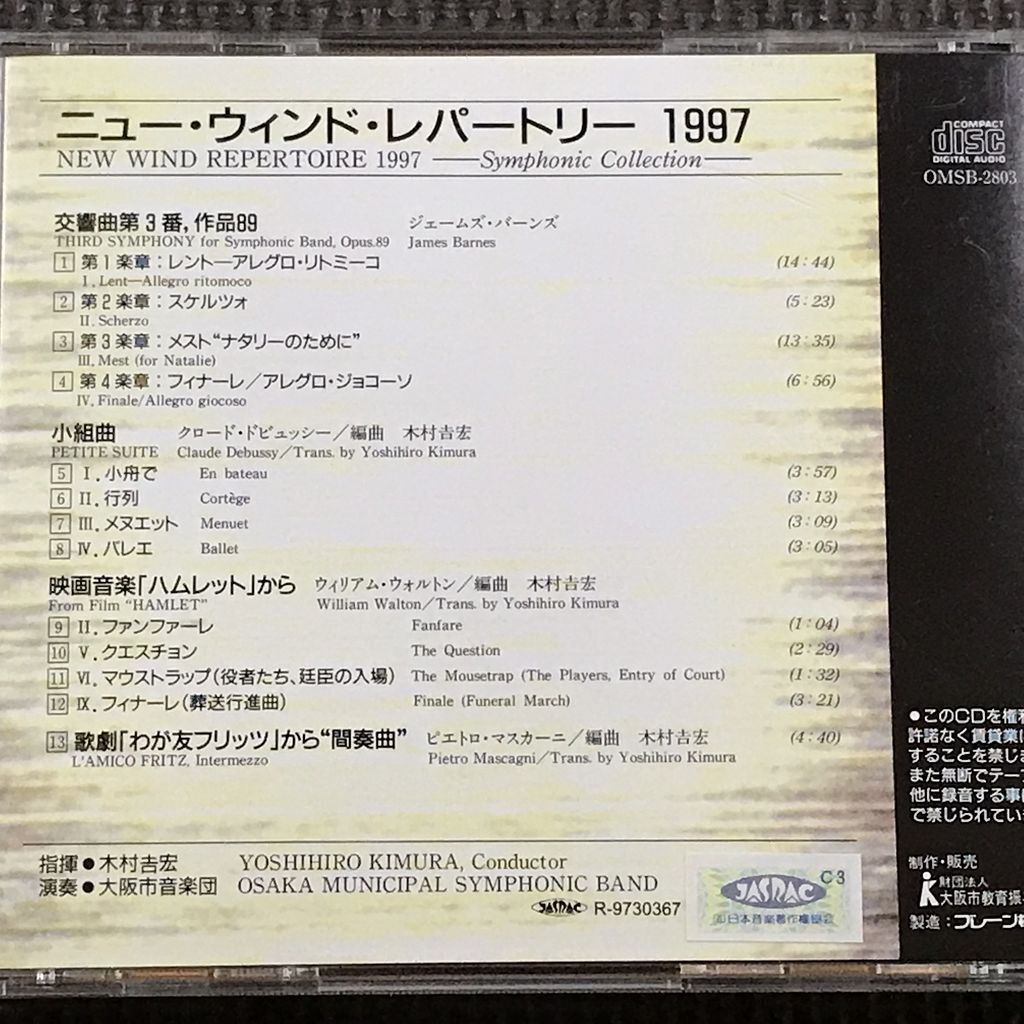 ニュー・ウィンド・レパートリー 1997
NEW WIND REPERTOIRE 1997 ——Symphonic Collection——
COMPACT
disc
DIGITAL AUDIO
OMSB-2803
交響曲第3番,作品89 ジェームズ・バーンズ
THIRD SYMPHONY for Symphonic Band, Opus.89 James Barnes
1 第1楽章：レント—アレグロ・リトミーコ (14:44)
I. Lent—Allegro ritomoco
2 第2楽章：スケルツォ (5:23)
II. Scherzo
3 第3楽章：メスト“ナタリーのために” (13:35)
III. Mest (for Natalie)
4 第4楽章：フィナーレ／アレグロ・ジョコーソ (6:56)
IV. Finale/Allegro giocoso
小組曲 クロード・ドビュッシー／編曲 木村吉宏
PETITE SUITE Claude Debussy／Trans. by Yoshihiro Kimura
5 I.小舟で En bateau (3:57)
6 II.行列 Cortège (3:13)
7 III.メヌエット Menuet (3:09)
8 IV.バレエ Ballet (3:05)
映画音楽「ハムレット」から ウィリアム・ウォルトン／編曲 木村吉宏
From Film “HAMLET” William Walton／Trans. by Yoshihiro Kimura
9 II.ファンファーレ Fanfare (1:04)
10 V.クエスチョン The Question (2:29)
11 VI.マウストラップ(役者たち、廷臣の入場) The Mousetrap (The Players, Entry of Court) (1:32)
12 IX.フィナーレ(葬送行進曲) Finale (Funeral March) (3:21)
13 歌劇「わが友フリッツ」から“間奏曲” ピエトロ・マスカーニ／編曲 木村吉宏 (4:40)
L'AMICO FRITZ, Intermezzo Pietro Mascagni／Trans. by Yoshihiro Kimura
指揮●木村吉宏 YOSHIHIRO KIMURA, Conductor
演奏●大阪市音楽団 OSAKA MUNICIPAL SYMPHONIC BAND
JASRAC R-9730367
JASRAC C3
日本音楽著作権協会
●このCDを権利
許諾なく賃貸業に
することを禁じま
また無断でテープ
他に録音する事は
で禁じられてい
制作・販売
財団法人
大阪市教育振
製造：ブレーン